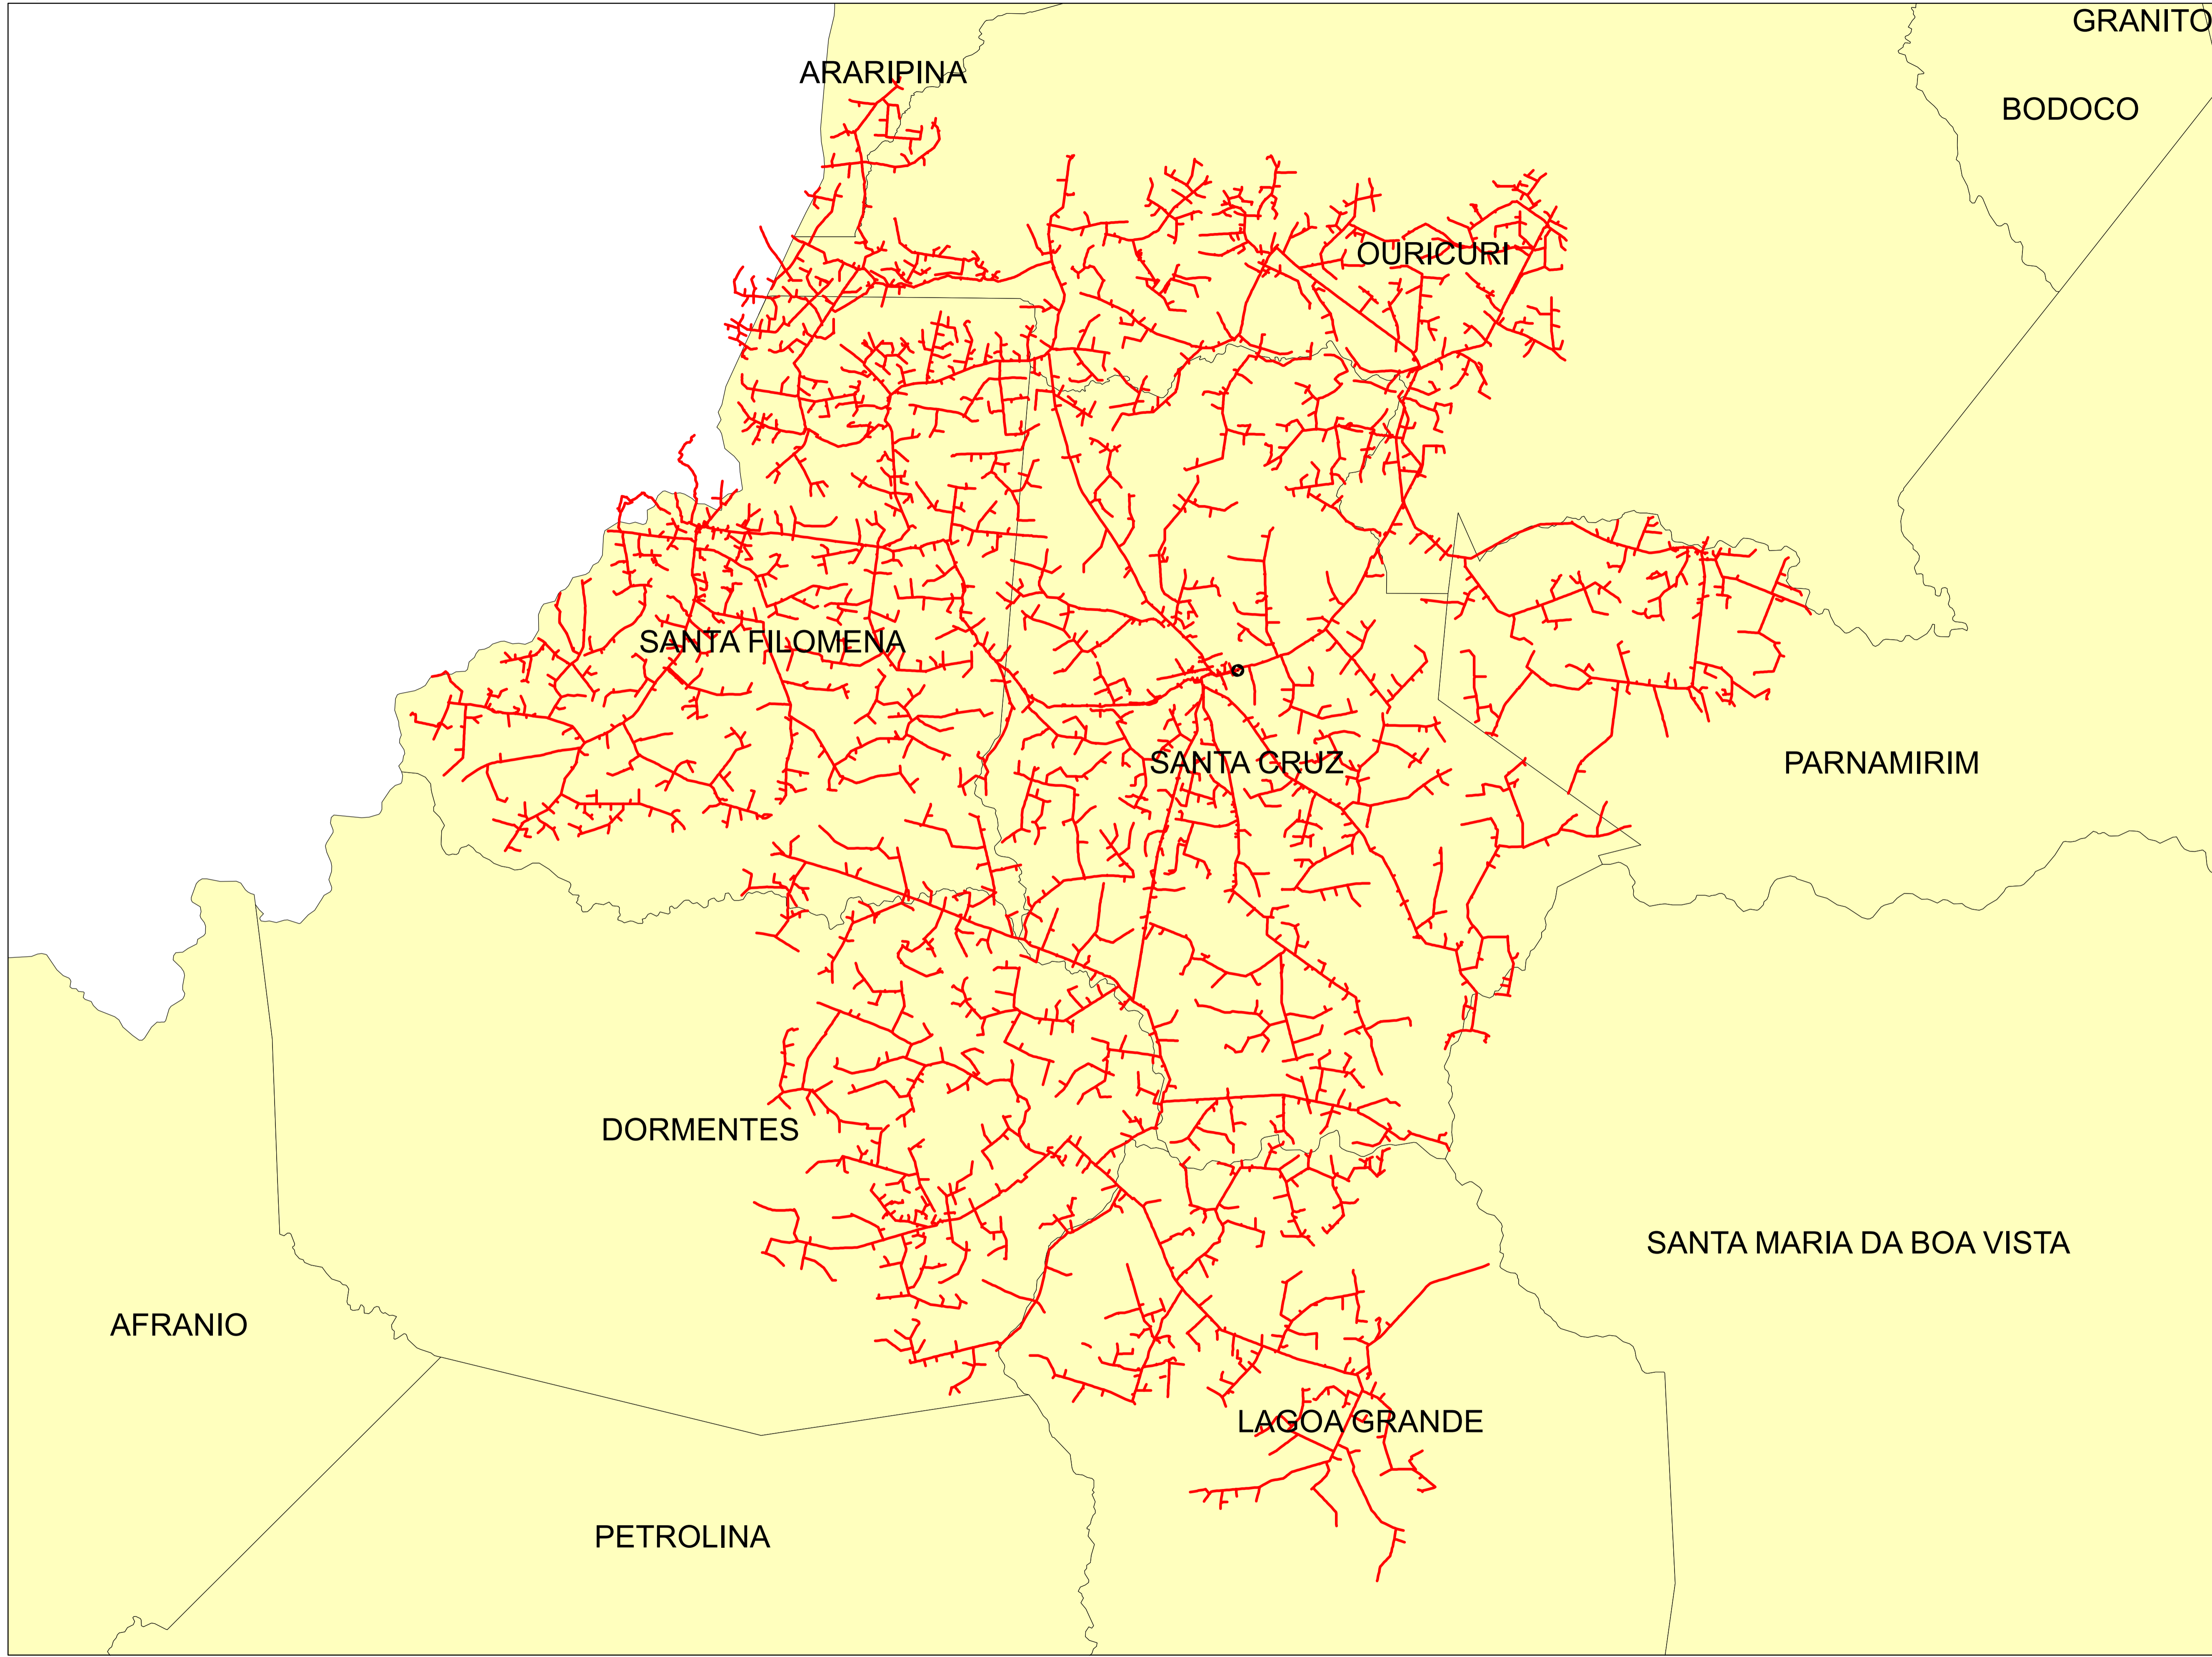 GRANITO
ARARIPINA
BODOCO
OURICURI
SANTA FILOMENA
SANTA CRUZ
PARNAMIRIM
DORMENTES
SANTA MARIA DA BOA VISTA
AFRANIO
LAGOA GRANDE
PETROLINA